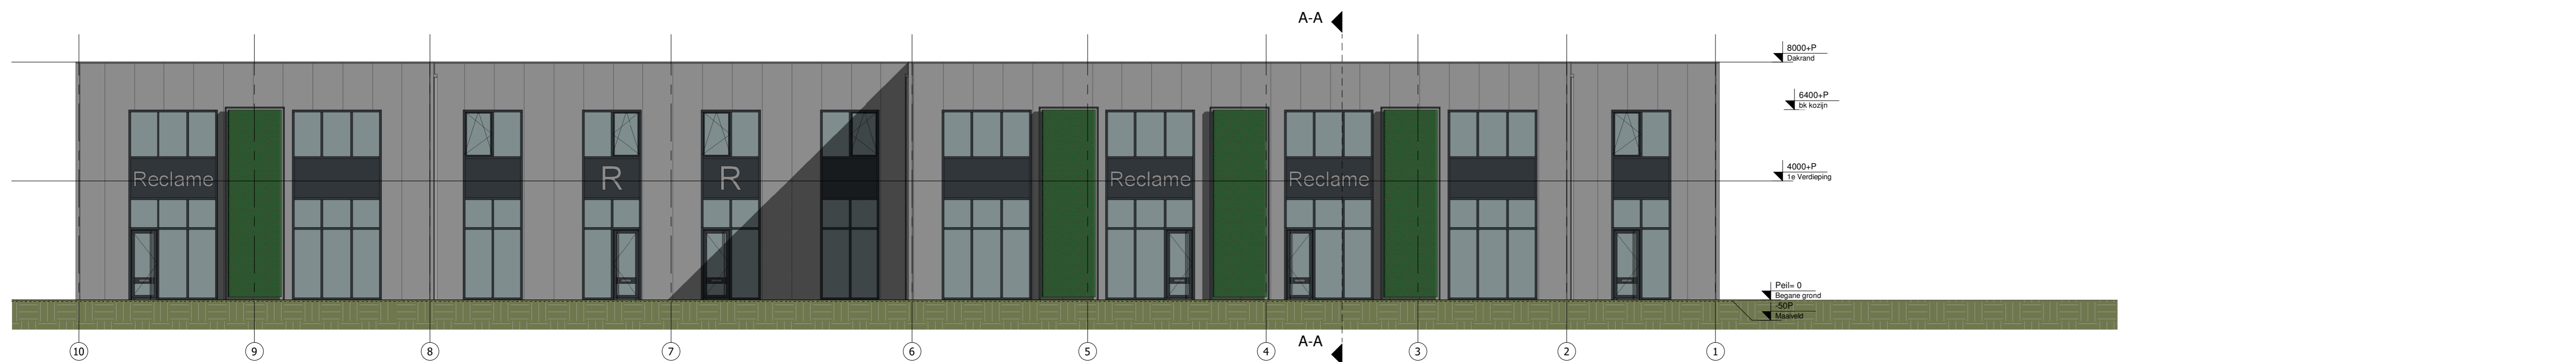 A-A
8000+P
Dakrand
6400+P
bk kozijn
Reclame
R
R
Reclame
Reclame
4000+P
1e Verdieping
Peil= 0
Begane grond
-50P
Maaiveld
A-A
10
9
8
7
6
5
4
3
2
1